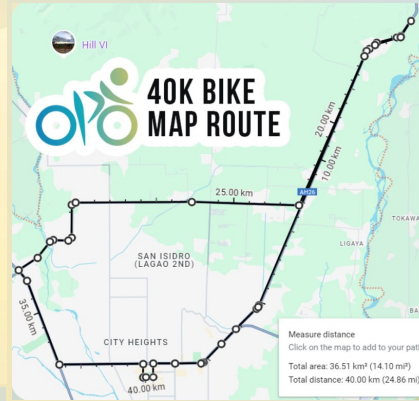 Hill VI
40K BIKE
MAP ROUTE
20.00 km
10.00 km
25.00 km
AH26
TOKAWA
LIGAYA
SAN ISIDRO
(LAGAO 2ND)
35.00 km
CITY HEIGHTS
40.00 km
BA
Measure distance
Click on the map to add to your path
Total area: 36.51 km² (14.10 mi²)
Total distance: 40.00 km (24.86 mi)